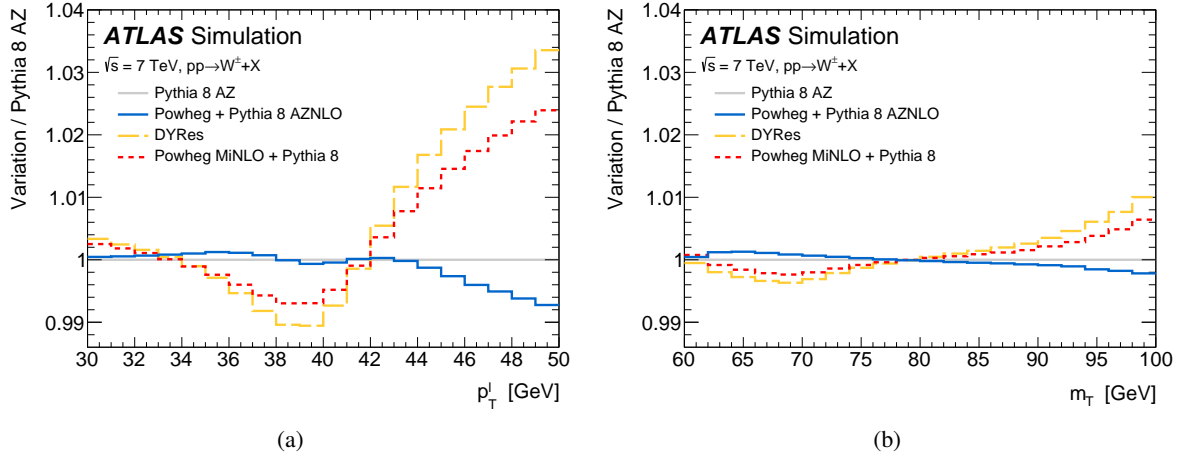 Variation / Pythia 8 AZ
1.04
1.03
1.02
1.01
1
0.99
ATLAS Simulation
√s = 7 TeV, pp→W±+X
Pythia 8 AZ
Powheg + Pythia 8 AZNLO
DYRes
Powheg MiNLO + Pythia 8
30 32 34 36 38 40 42 44 46 48 50
p_T^l [GeV]
(a)
Variation / Pythia 8 AZ
1.04
1.03
1.02
1.01
1
0.99
ATLAS Simulation
√s = 7 TeV, pp→W±+X
Pythia 8 AZ
Powheg + Pythia 8 AZNLO
DYRes
Powheg MiNLO + Pythia 8
60 65 70 75 80 85 90 95 100
m_T [GeV]
(b)